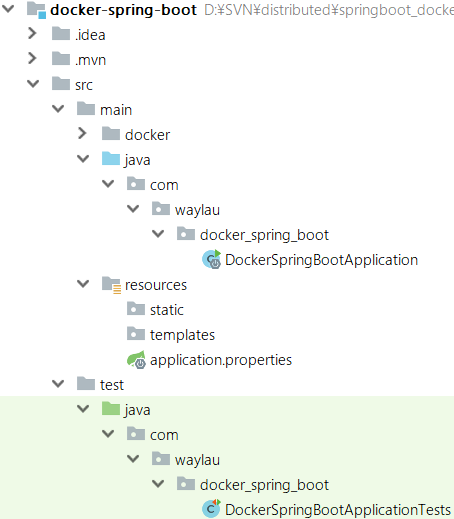 docker-spring-boot D:¥SVN¥distributed¥springboot_docke
.idea
.mvn
src
main
docker
java
com
waylau
docker_spring_boot
DockerSpringBootApplication
resources
static
templates
application.properties
test
java
com
waylau
docker_spring_boot
DockerSpringBootApplicationTests